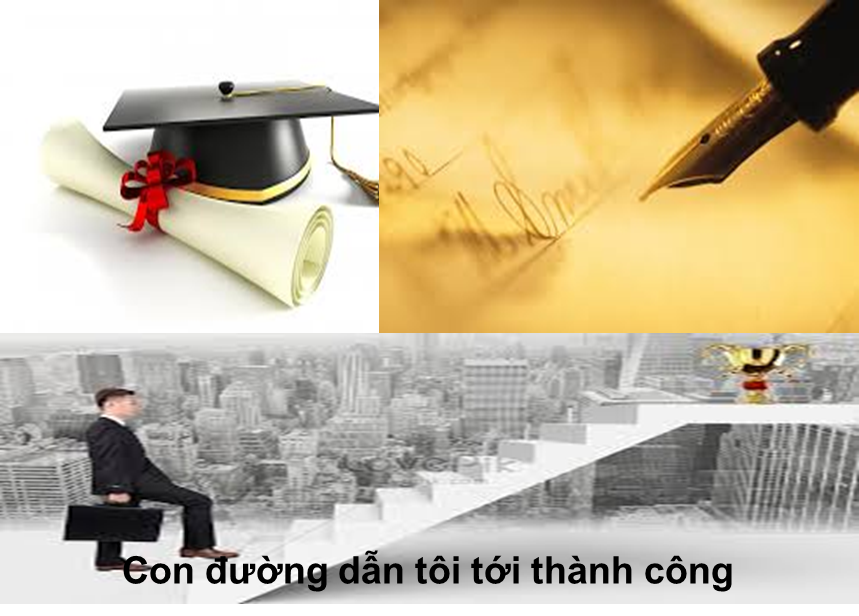 Con đường dẫn tôi tới thành công